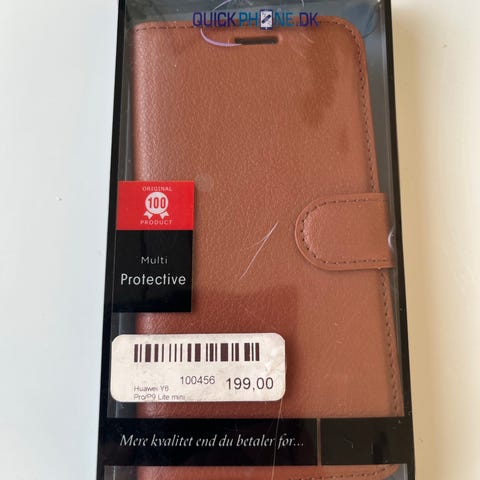 QUICKPHONE.DK
ORIGINAL
100
PRODUCT
Multi
Protective
100456
199,00
Huawei Y6
Pro/P9 Lite mini
Mere kvalitet end du betaler for...